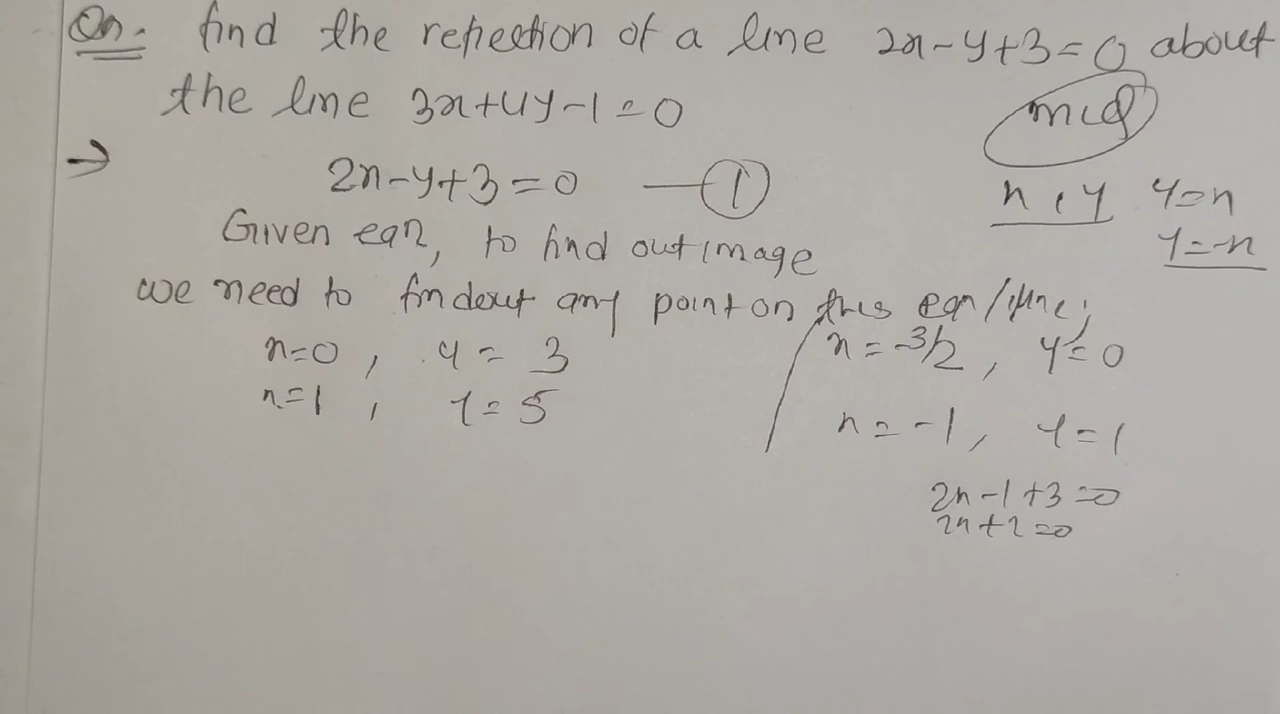 Qn. find the reflection of a line 2x-y+3=0 about
the line 3x+4y-1=0
mcQ
→ 2x-y+3=0 — ①
x, y y=x
y=-x
Given eqn, to find out image
we need to findout any point on this eqn/line;
x=0, y=3
x=-3/2, y=0
x=1, y=5
x=-1, y=1
2x-1+3=0
2x+2=0